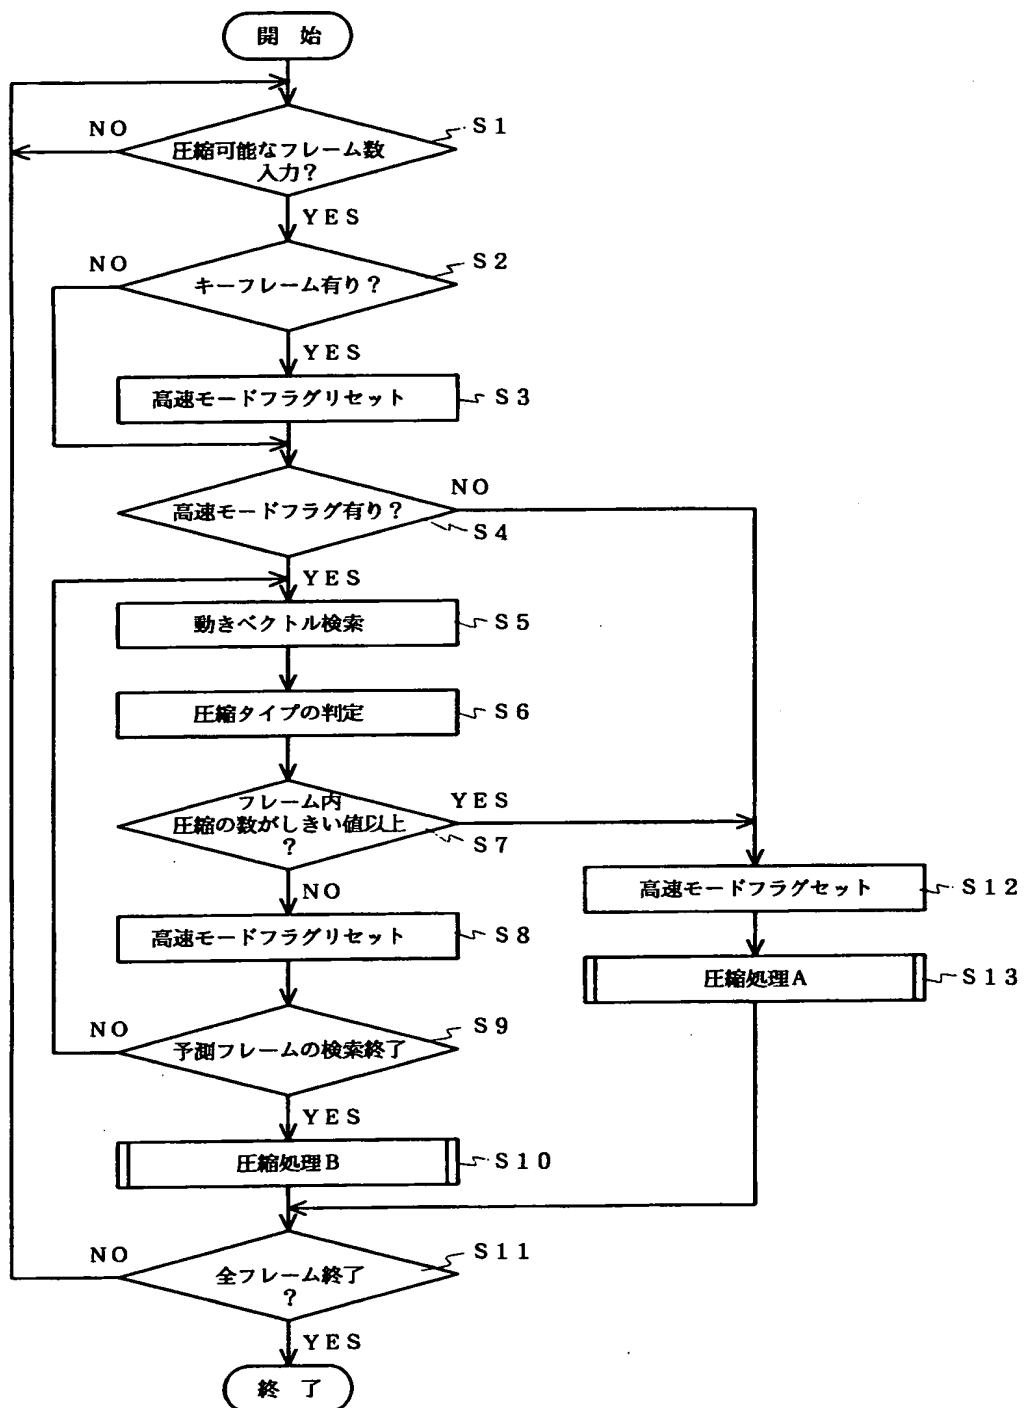 開 始
NO
S1
圧縮可能なフレーム数
入力?
YES
NO
S2
キーフレーム有り?
YES
高速モードフラグリセット
S3
NO
高速モードフラグ有り?
S4
YES
動きベクトル検索
S5
圧縮タイプの判定
S6
フレーム内
圧縮の数がしきい値以上
?
YES
S7
NO
高速モードフラグセット
S12
高速モードフラグリセット
S8
圧縮処理A
S13
NO
S9
予測フレームの検索終了
YES
圧縮処理B
S10
NO
S11
全フレーム終了
?
YES
終 了